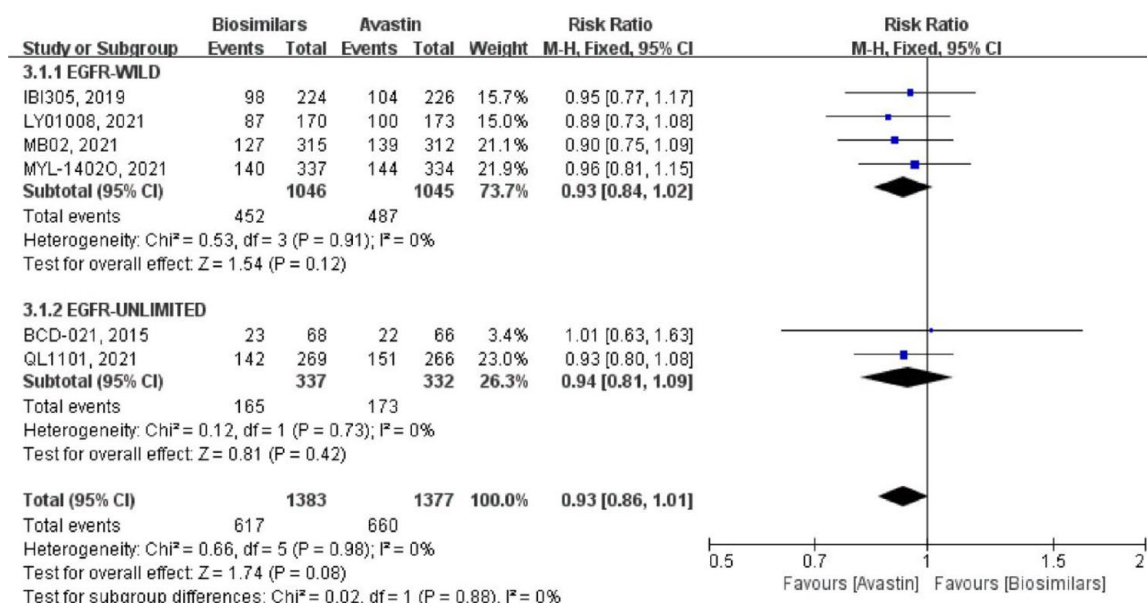 Biosimilars Avastin Risk Ratio Risk Ratio
Study or Subgroup Events Total Events Total Weight M-H, Fixed, 95% CI M-H, Fixed, 95% CI
3.1.1 EGFR-WILD
IBI305, 2019 98 224 104 226 15.7% 0.95 [0.77, 1.17]
LY01008, 2021 87 170 100 173 15.0% 0.89 [0.73, 1.08]
MB02, 2021 127 315 139 312 21.1% 0.90 [0.75, 1.09]
MYL-1402O, 2021 140 337 144 334 21.9% 0.96 [0.81, 1.15]
Subtotal (95% CI) 1046 1045 73.7% 0.93 [0.84, 1.02]
Total events 452 487
Heterogeneity: Chi² = 0.53, df = 3 (P = 0.91); I² = 0%
Test for overall effect: Z = 1.54 (P = 0.12)
3.1.2 EGFR-UNLIMITED
BCD-021, 2015 23 68 22 66 3.4% 1.01 [0.63, 1.63]
QL1101, 2021 142 269 151 266 23.0% 0.93 [0.80, 1.08]
Subtotal (95% CI) 337 332 26.3% 0.94 [0.81, 1.09]
Total events 165 173
Heterogeneity: Chi² = 0.12, df = 1 (P = 0.73); I² = 0%
Test for overall effect: Z = 0.81 (P = 0.42)
Total (95% CI) 1383 1377 100.0% 0.93 [0.86, 1.01]
Total events 617 660
Heterogeneity: Chi² = 0.66, df = 5 (P = 0.98); I² = 0%
Test for overall effect: Z = 1.74 (P = 0.08)
Test for subgroup differences: Chi² = 0.02, df = 1 (P = 0.88), I² = 0%
0.5 0.7 1 1.5 2
Favours [Avastin] Favours [Biosimilars]